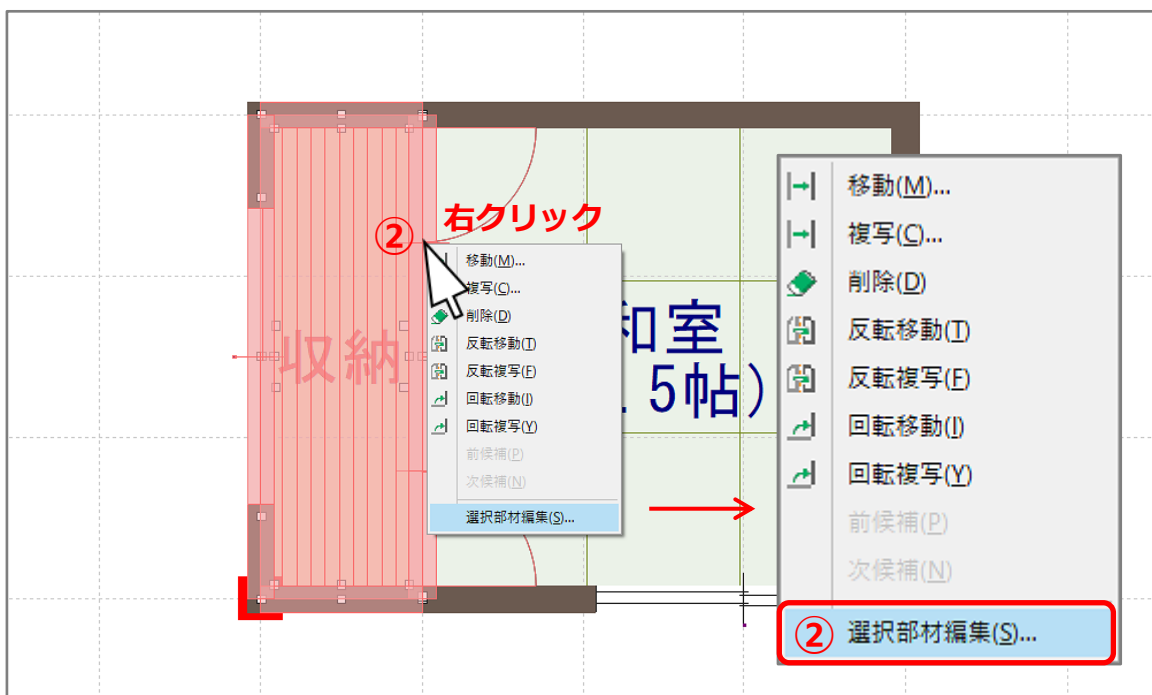 ② 右クリック
移動(M)...
複写(C)...
削除(D)
反転移動(T)
反転複写(F)
回転移動(I)
回転複写(Y)
前候補(P)
次候補(N)
選択部材編集(S)...
収納
和室
.5帖)
移動(M)...
複写(C)...
削除(D)
反転移動(T)
反転複写(F)
回転移動(I)
回転複写(Y)
前候補(P)
次候補(N)
② 選択部材編集(S)...